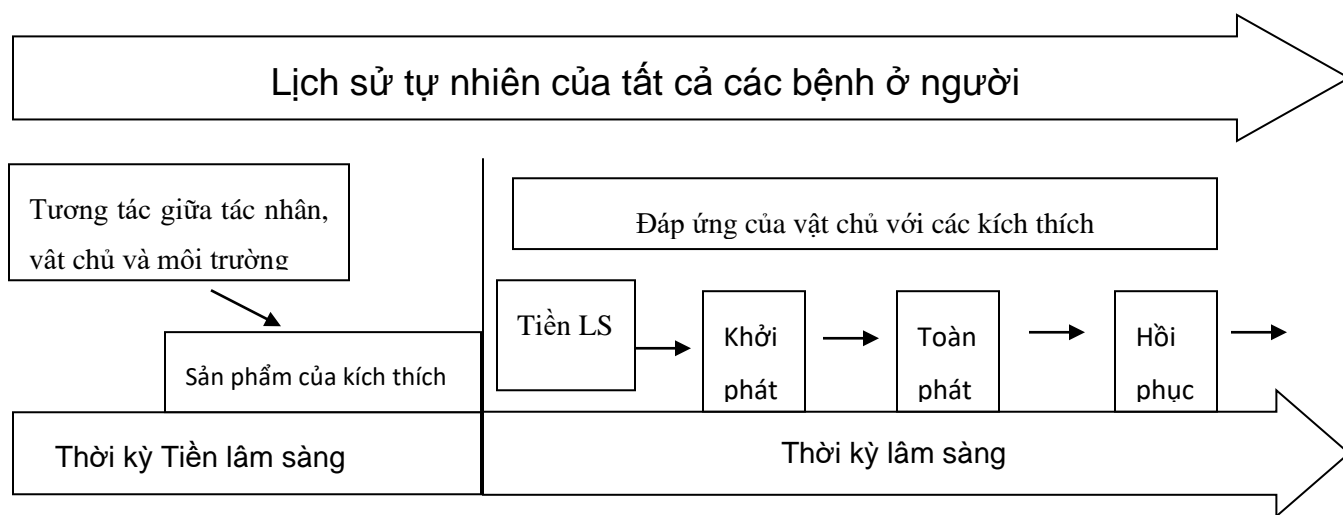 Lịch sử tự nhiên của tất cả các bệnh ở người
Tương tác giữa tác nhân,
vât chủ và môi trường
Đáp ứng của vật chủ với các kích thích
Sản phẩm của kích thích
Tiền LS
Khởi
phát
Toàn
phát
Hồi
phục
Thời kỳ Tiền lâm sàng
Thời kỳ lâm sàng